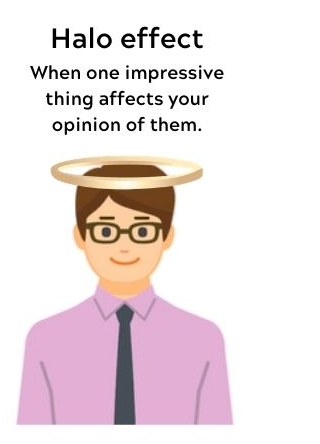 Halo effect
When one impressive
thing affects your
opinion of them.